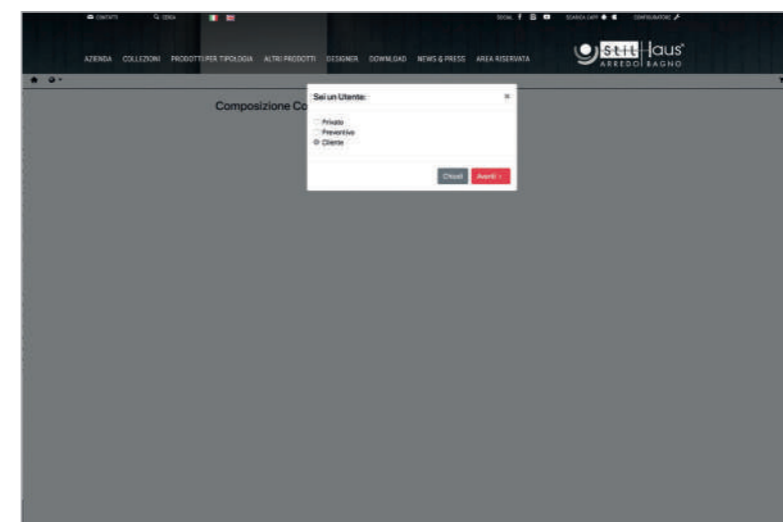 CONTATTI CERCA SOCIAL SCARICA L'APP CONFIGURATORE
AZIENDA COLLEZIONI PRODOTTI PER TIPOLOGIA ALTRI PRODOTTI DESIGNER DOWNLOAD NEWS & PRESS AREA RISERVATA
Stil Haus
ARREDO BAGNO
Composizione Co
Sei un Utente:
Privato
Preventivo
Cliente
Chiudi Avanti